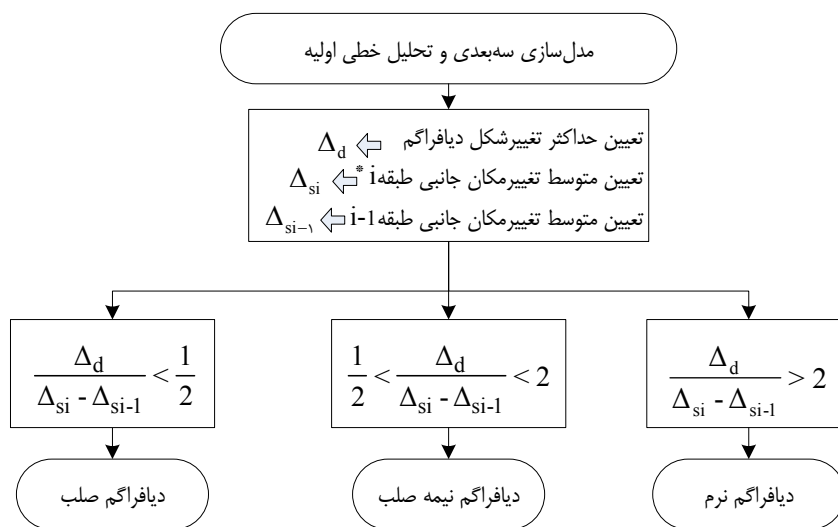 مدل‌سازی سه‌بعدی و تحلیل خطی اولیه
تعیین حداکثر تغییرشکل دیافراگم Δd
تعیین متوسط تغییرمکان جانبی طبقه i* Δsi
تعیین متوسط تغییرمکان جانبی طبقه i-1 Δsi−۱
Δd / (Δsi - Δsi-1) > 2
1/2 < Δd / (Δsi - Δsi-1) < 2
Δd / (Δsi - Δsi-1) < 1/2
دیافراگم نرم
دیافراگم نیمه صلب
دیافراگم صلب